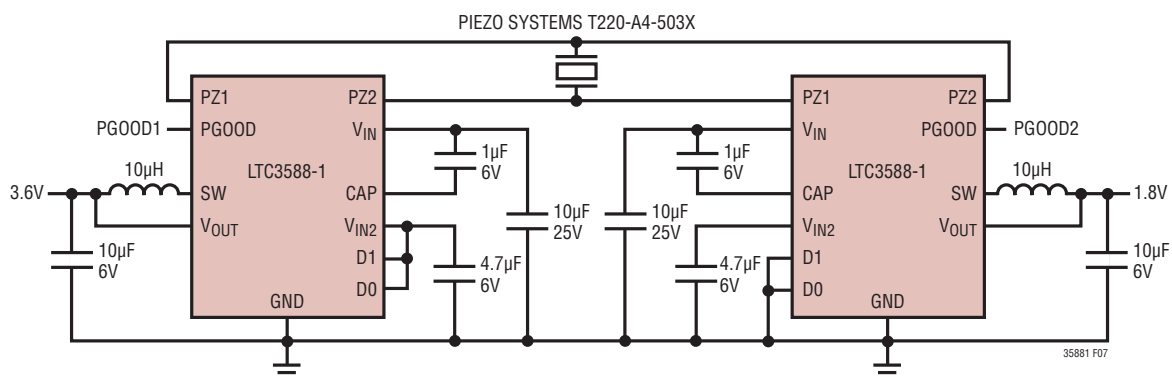 PIEZO SYSTEMS T220-A4-503X
PZ1
PZ2
PGOOD1
PGOOD
VIN
10µH
LTC3588-1
1µF
6V
3.6V
SW
CAP
VOUT
VIN2
10µF
25V
10µF
6V
D1
4.7µF
6V
D0
GND
PZ1
PZ2
VIN
PGOOD
PGOOD2
1µF
6V
LTC3588-1
10µH
CAP
SW
1.8V
10µF
25V
VIN2
VOUT
4.7µF
6V
D1
D0
10µF
6V
GND
35881 F07